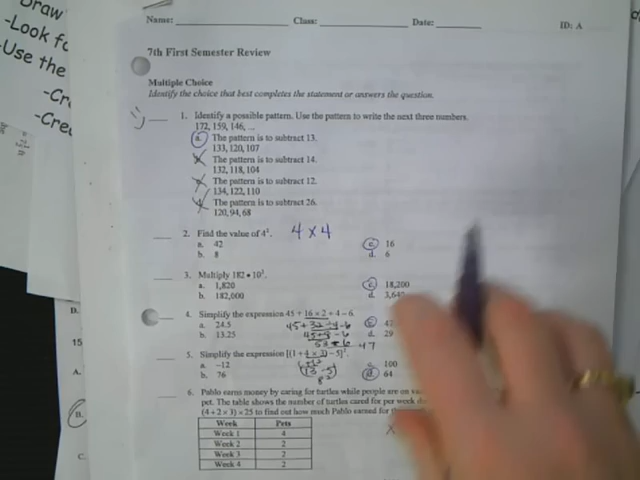 Draw
-Look fo
-Use the
-Cr
-Crea
Name: Class: Date: ID: A
7th First Semester Review
Multiple Choice
Identify the choice that best completes the statement or answers the question.
1. Identify a possible pattern. Use the pattern to write the next three numbers.
172, 159, 146, ...
a. The pattern is to subtract 13.
133, 120, 107
The pattern is to subtract 14.
132, 118, 104
The pattern is to subtract 12.
134, 122, 110
The pattern is to subtract 26.
120, 94, 68
2. Find the value of 4². 4 x 4
a. 42 c. 16
b. 8 d. 6
3. Multiply 182 • 10².
a. 1,820 c. 18,200
b. 182,000 d. 3,640
4. Simplify the expression 45 + 16 × 2 ÷ 4 – 6.
a. 24.5
b. 13.25 d. 29
47
5. Simplify the expression [(1 + 4 × 3) – 5]².
a. –12 c. 100
b. 76 d. 64
6. Pablo earns money by caring for turtles while people are on va
pet. The table shows the number of turtles cared for per week
(4 + 2 × 3) × 25 to find out how much Pablo earned for
Week Pets
Week 1 4
Week 2 2
Week 3 2
Week 4 2
D.
15
A.
B.
C.